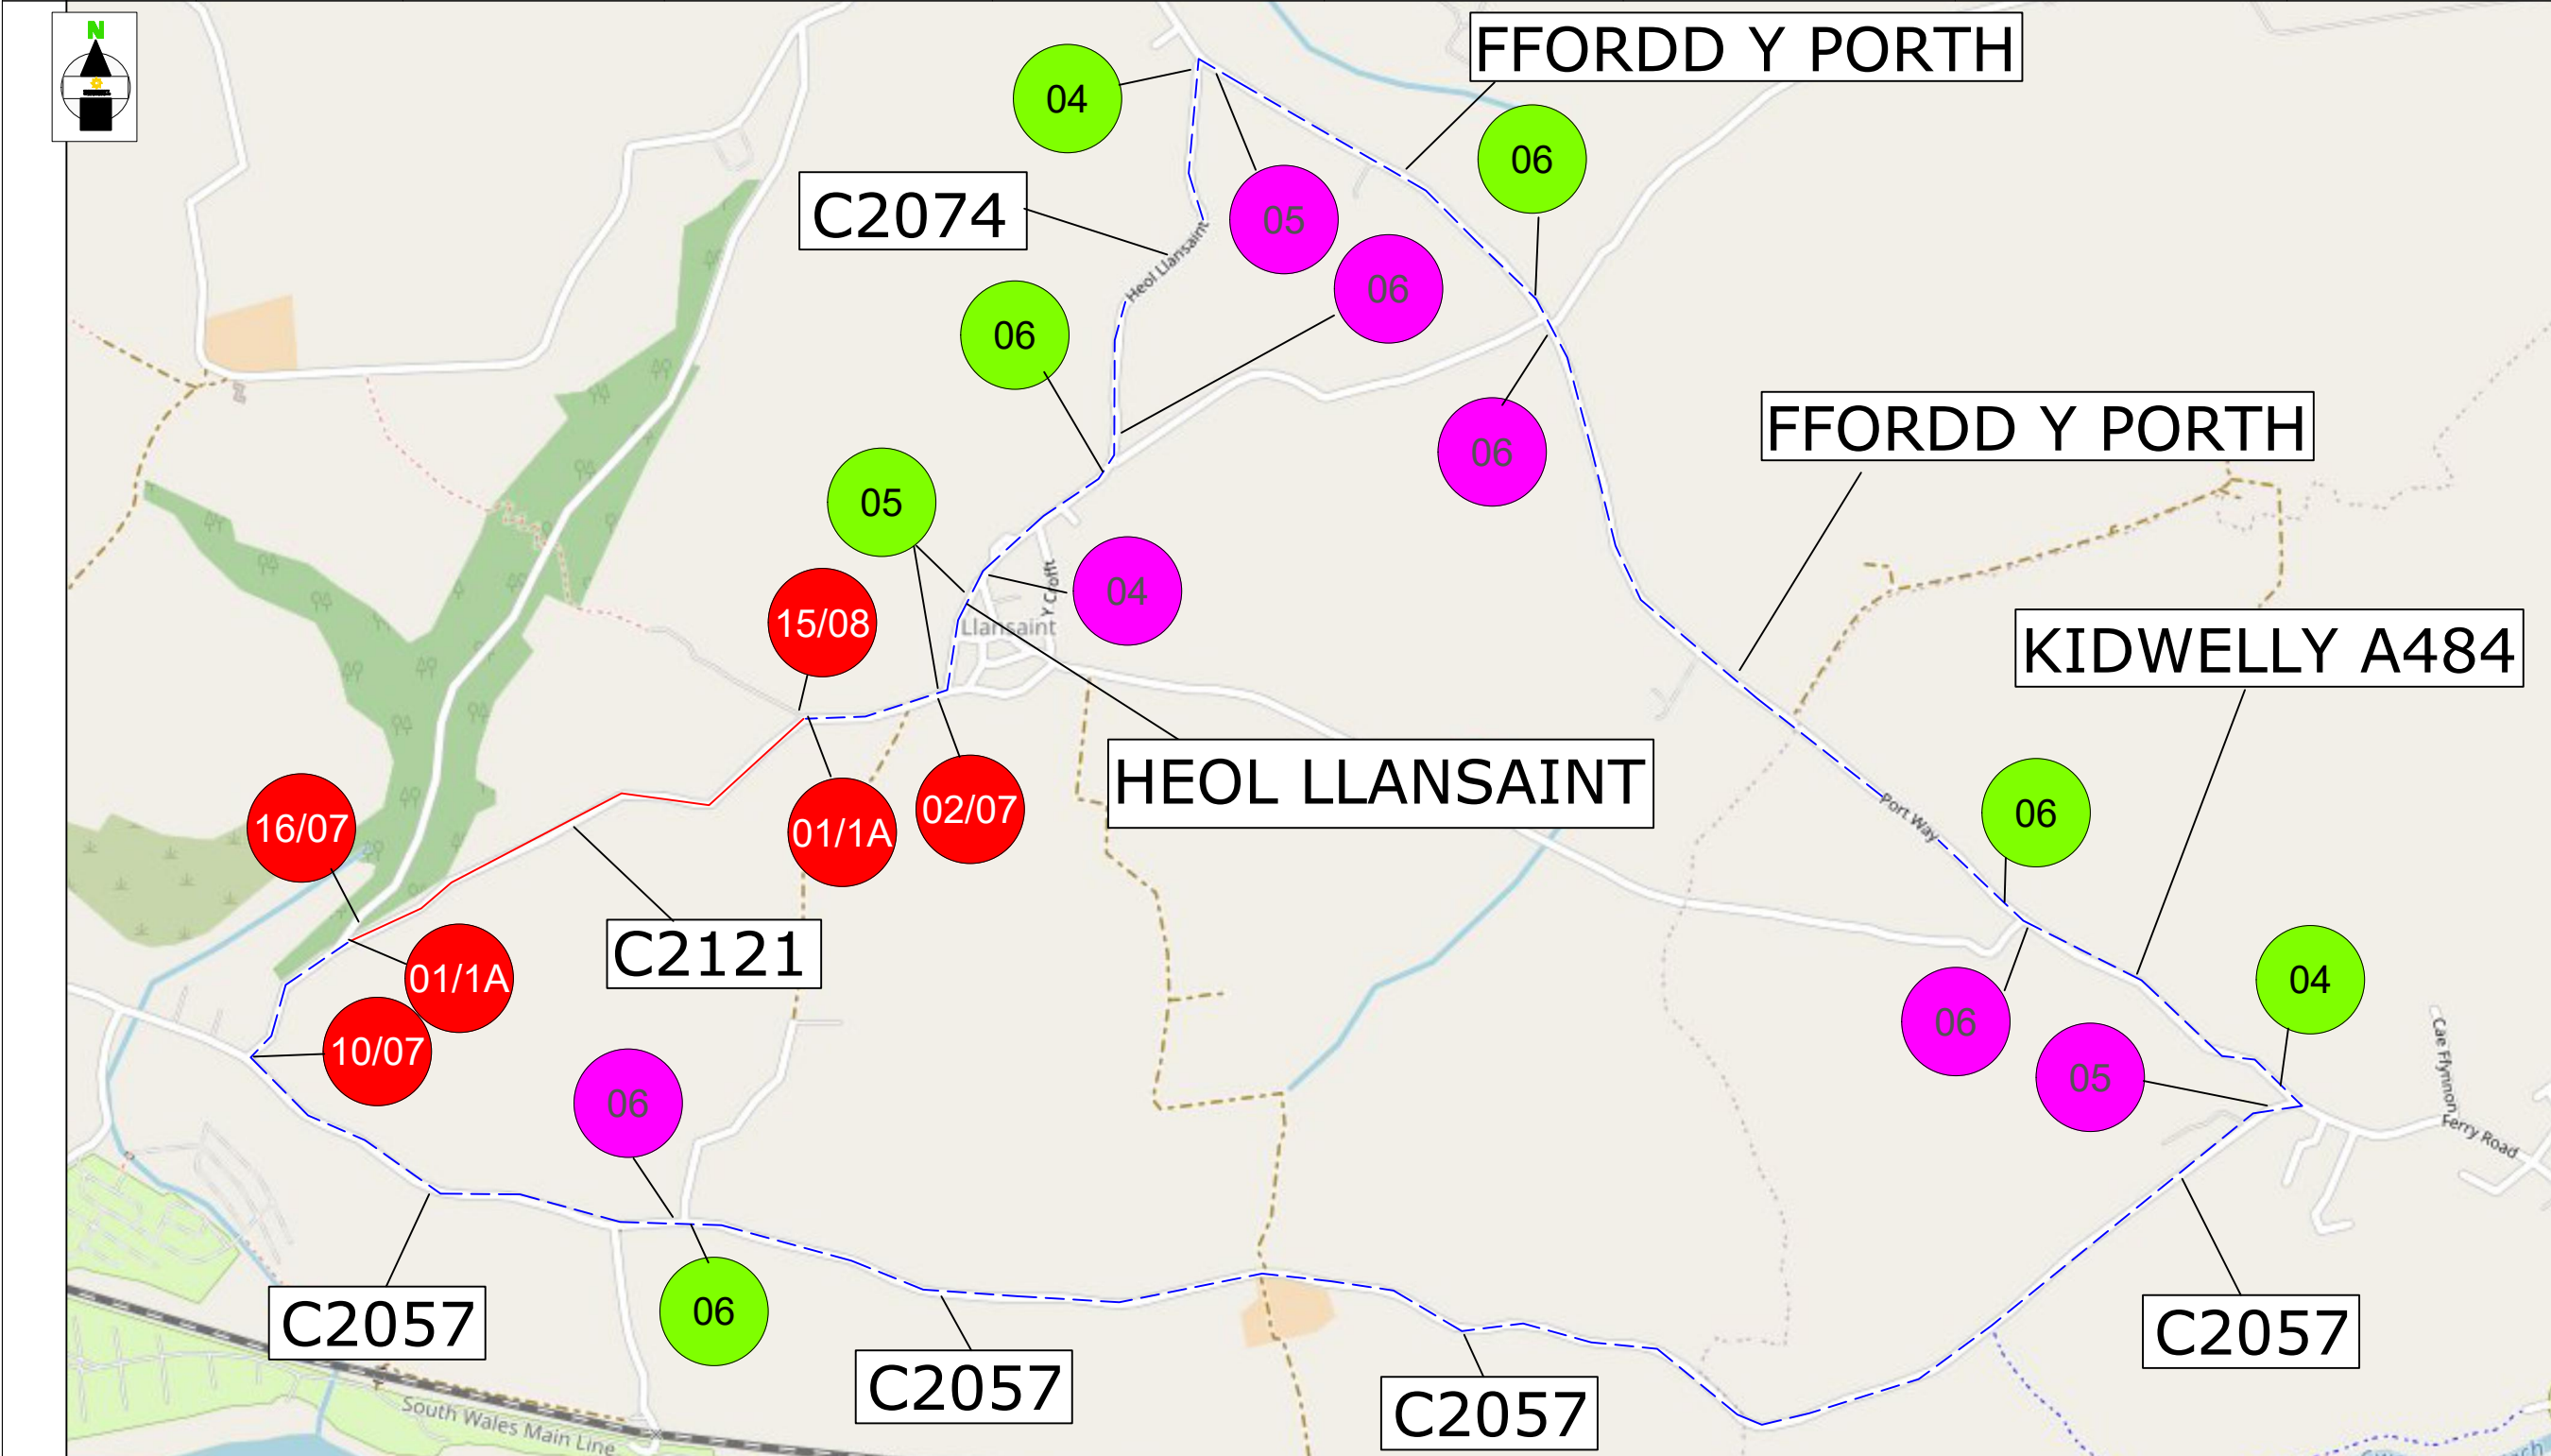 N
FFORDD Y PORTH
04
06
C2074
05
Heol Llansaint
06
06
FFORDD Y PORTH
06
05
04
Y Crofft
15/08
Llansaint
KIDWELLY A484
HEOL LLANSAINT
16/07
01/1A
02/07
Port Way
06
C2121
01/1A
04
10/07
06
05
Cae Ffynnon
Ferry Road
06
06
C2057
C2057
C2057
C2057
South Wales Main Line